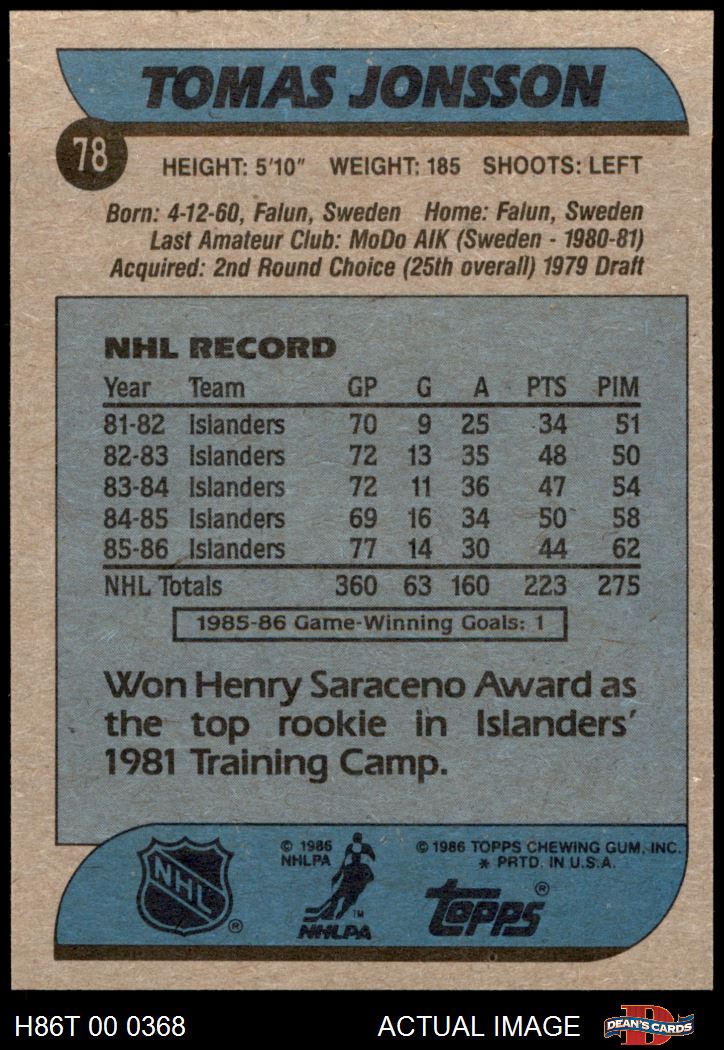 TOMAS JONSSON
78
HEIGHT: 5'10" WEIGHT: 185 SHOOTS: LEFT
Born: 4-12-60, Falun, Sweden Home: Falun, Sweden
Last Amateur Club: MoDo AIK (Sweden - 1980-81)
Acquired: 2nd Round Choice (25th overall) 1979 Draft
NHL RECORD
Year Team GP G A PTS PIM
81-82 Islanders 70 9 25 34 51
82-83 Islanders 72 13 35 48 50
83-84 Islanders 72 11 36 47 54
84-85 Islanders 69 16 34 50 58
85-86 Islanders 77 14 30 44 62
NHL Totals 360 63 160 223 275
1985-86 Game-Winning Goals: 1
Won Henry Saraceno Award as
the top rookie in Islanders'
1981 Training Camp.
NHL ®
© 1986
NHLPA
TM
NHLPA
© 1986 TOPPS CHEWING GUM, INC.
* PRTD. IN U.S.A.
topps ®
H86T 00 0368 ACTUAL IMAGE D DEAN'S CARDS